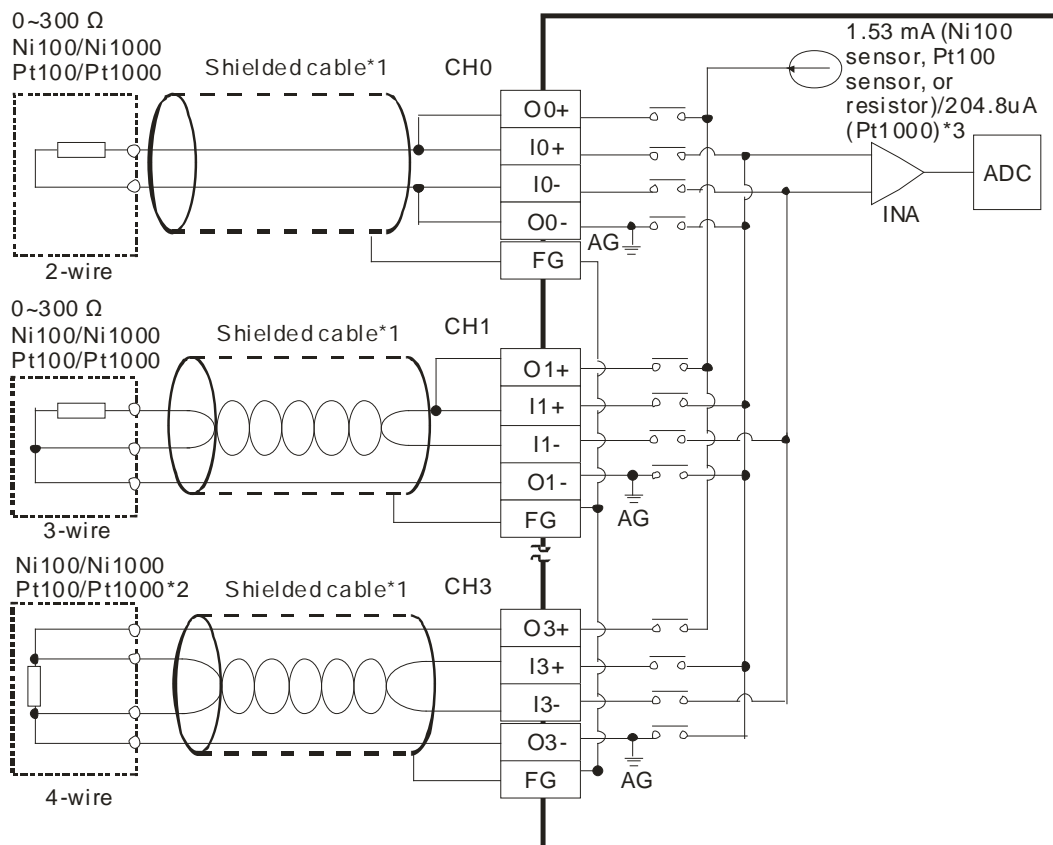 0~300 Ω
Ni100/Ni1000
Pt100/Pt1000
Shielded cable*1
CH0
O0+
I0+
I0-
O0-
FG
AG
2-wire
1.53 mA (Ni100
sensor, Pt100
sensor, or
resistor)/204.8uA
(Pt1000)*3
INA
ADC
0~300 Ω
Ni100/Ni1000
Pt100/Pt1000
Shielded cable*1
CH1
O1+
I1+
I1-
O1-
FG
AG
3-wire
Ni100/Ni1000
Pt100/Pt1000*2
Shielded cable*1
CH3
O3+
I3+
I3-
O3-
FG
AG
4-wire